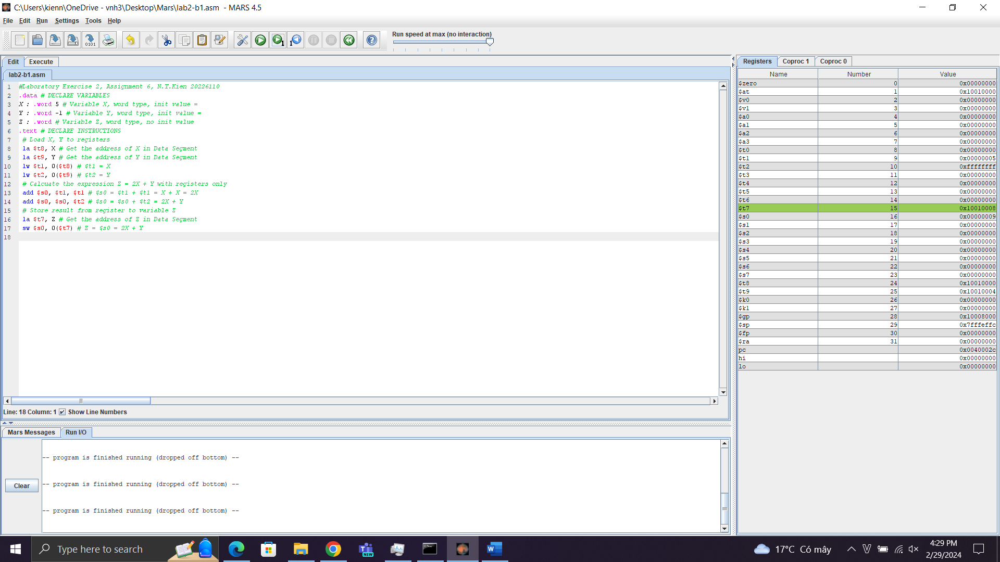 C:\Users\kienn\OneDrive - vnh3\Desktop\Mars\lab2-b1.asm - MARS 4.5
File Edit Run Settings Tools Help
Run speed at max (no interaction)
Edit Execute
lab2-b1.asm
1 #Laboratory Exercise 2, Assignment 6, N.T.Kien 20226110
2 .data # DECLARE VARIABLES
3 X : .word 5 # Variable X, word type, init value =
4 Y : .word -1 # Variable Y, word type, init value =
5 Z : .word # Variable Z, word type, no init value
6 .text # DECLARE INSTRUCTIONS
7 # Load X, Y to registers
8 la $t8, X # Get the address of X in Data Segment
9 la $t9, Y # Get the address of Y in Data Segment
10 lw $t1, 0($t8) # $t1 = X
11 lw $t2, 0($t9) # $t2 = Y
12 # Calcuate the expression Z = 2X + Y with registers only
13 add $s0, $t1, $t1 # $s0 = $t1 + $t1 = X + X = 2X
14 add $s0, $s0, $t2 # $s0 = $s0 + $t2 = 2X + Y
15 # Store result from register to variable Z
16 la $t7, Z # Get the address of Z in Data Segment
17 sw $s0, 0($t7) # Z = $s0 = 2X + Y
18
Line: 18 Column: 1 Show Line Numbers
Mars Messages Run I/O
Clear
-- program is finished running (dropped off bottom) --
-- program is finished running (dropped off bottom) --
-- program is finished running (dropped off bottom) --
Registers Coproc 1 Coproc 0
Name Number Value
$zero 0 0x00000000
$at 1 0x10010000
$v0 2 0x00000000
$v1 3 0x00000000
$a0 4 0x00000000
$a1 5 0x00000000
$a2 6 0x00000000
$a3 7 0x00000000
$t0 8 0x00000000
$t1 9 0x00000005
$t2 10 0xffffffff
$t3 11 0x00000000
$t4 12 0x00000000
$t5 13 0x00000000
$t6 14 0x00000000
$t7 15 0x10010008
$s0 16 0x00000009
$s1 17 0x00000000
$s2 18 0x00000000
$s3 19 0x00000000
$s4 20 0x00000000
$s5 21 0x00000000
$s6 22 0x00000000
$s7 23 0x00000000
$t8 24 0x10010000
$t9 25 0x10010004
$k0 26 0x00000000
$k1 27 0x00000000
$gp 28 0x10008000
$sp 29 0x7fffeffc
$fp 30 0x00000000
$ra 31 0x00000000
pc 0x0040002c
hi 0x00000000
lo 0x00000000
Type here to search
NEW
17°C Có mây
4:29 PM
2/29/2024